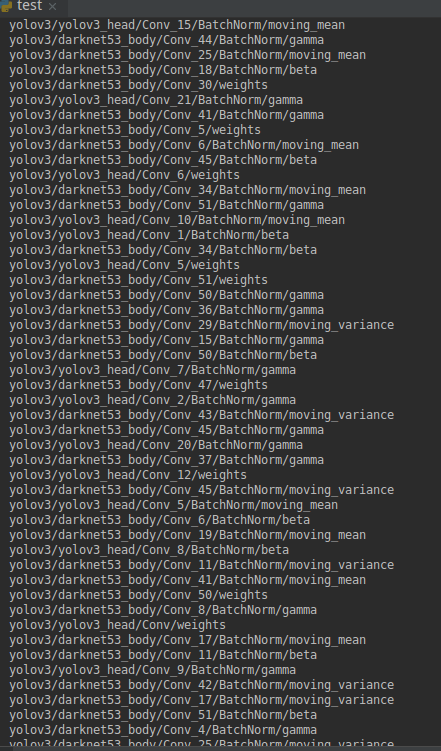 test
yolov3/yolov3_head/Conv_15/BatchNorm/moving_mean
yolov3/darknet53_body/Conv_44/BatchNorm/gamma
yolov3/darknet53_body/Conv_25/BatchNorm/moving_mean
yolov3/darknet53_body/Conv_18/BatchNorm/beta
yolov3/darknet53_body/Conv_30/weights
yolov3/yolov3_head/Conv_21/BatchNorm/gamma
yolov3/darknet53_body/Conv_41/BatchNorm/gamma
yolov3/darknet53_body/Conv_5/weights
yolov3/darknet53_body/Conv_6/BatchNorm/moving_mean
yolov3/darknet53_body/Conv_45/BatchNorm/beta
yolov3/yolov3_head/Conv_6/weights
yolov3/darknet53_body/Conv_34/BatchNorm/moving_mean
yolov3/darknet53_body/Conv_51/BatchNorm/gamma
yolov3/yolov3_head/Conv_10/BatchNorm/moving_mean
yolov3/yolov3_head/Conv_1/BatchNorm/beta
yolov3/darknet53_body/Conv_34/BatchNorm/beta
yolov3/yolov3_head/Conv_5/weights
yolov3/darknet53_body/Conv_51/weights
yolov3/darknet53_body/Conv_50/BatchNorm/gamma
yolov3/darknet53_body/Conv_36/BatchNorm/gamma
yolov3/darknet53_body/Conv_29/BatchNorm/moving_variance
yolov3/darknet53_body/Conv_15/BatchNorm/gamma
yolov3/darknet53_body/Conv_50/BatchNorm/beta
yolov3/yolov3_head/Conv_7/BatchNorm/gamma
yolov3/darknet53_body/Conv_47/weights
yolov3/yolov3_head/Conv_2/BatchNorm/gamma
yolov3/darknet53_body/Conv_43/BatchNorm/moving_variance
yolov3/darknet53_body/Conv_45/BatchNorm/gamma
yolov3/yolov3_head/Conv_20/BatchNorm/gamma
yolov3/darknet53_body/Conv_37/BatchNorm/gamma
yolov3/yolov3_head/Conv_12/weights
yolov3/darknet53_body/Conv_45/BatchNorm/moving_variance
yolov3/yolov3_head/Conv_5/BatchNorm/moving_mean
yolov3/darknet53_body/Conv_6/BatchNorm/beta
yolov3/darknet53_body/Conv_19/BatchNorm/moving_mean
yolov3/yolov3_head/Conv_8/BatchNorm/beta
yolov3/darknet53_body/Conv_11/BatchNorm/moving_variance
yolov3/darknet53_body/Conv_41/BatchNorm/moving_mean
yolov3/darknet53_body/Conv_50/weights
yolov3/darknet53_body/Conv_8/BatchNorm/gamma
yolov3/yolov3_head/Conv/weights
yolov3/darknet53_body/Conv_17/BatchNorm/moving_mean
yolov3/darknet53_body/Conv_11/BatchNorm/beta
yolov3/yolov3_head/Conv_9/BatchNorm/gamma
yolov3/darknet53_body/Conv_42/BatchNorm/moving_variance
yolov3/darknet53_body/Conv_17/BatchNorm/moving_variance
yolov3/darknet53_body/Conv_51/BatchNorm/beta
yolov3/darknet53_body/Conv_4/BatchNorm/gamma
yolov3/darknet53_body/Conv_25/BatchNorm/moving_variance